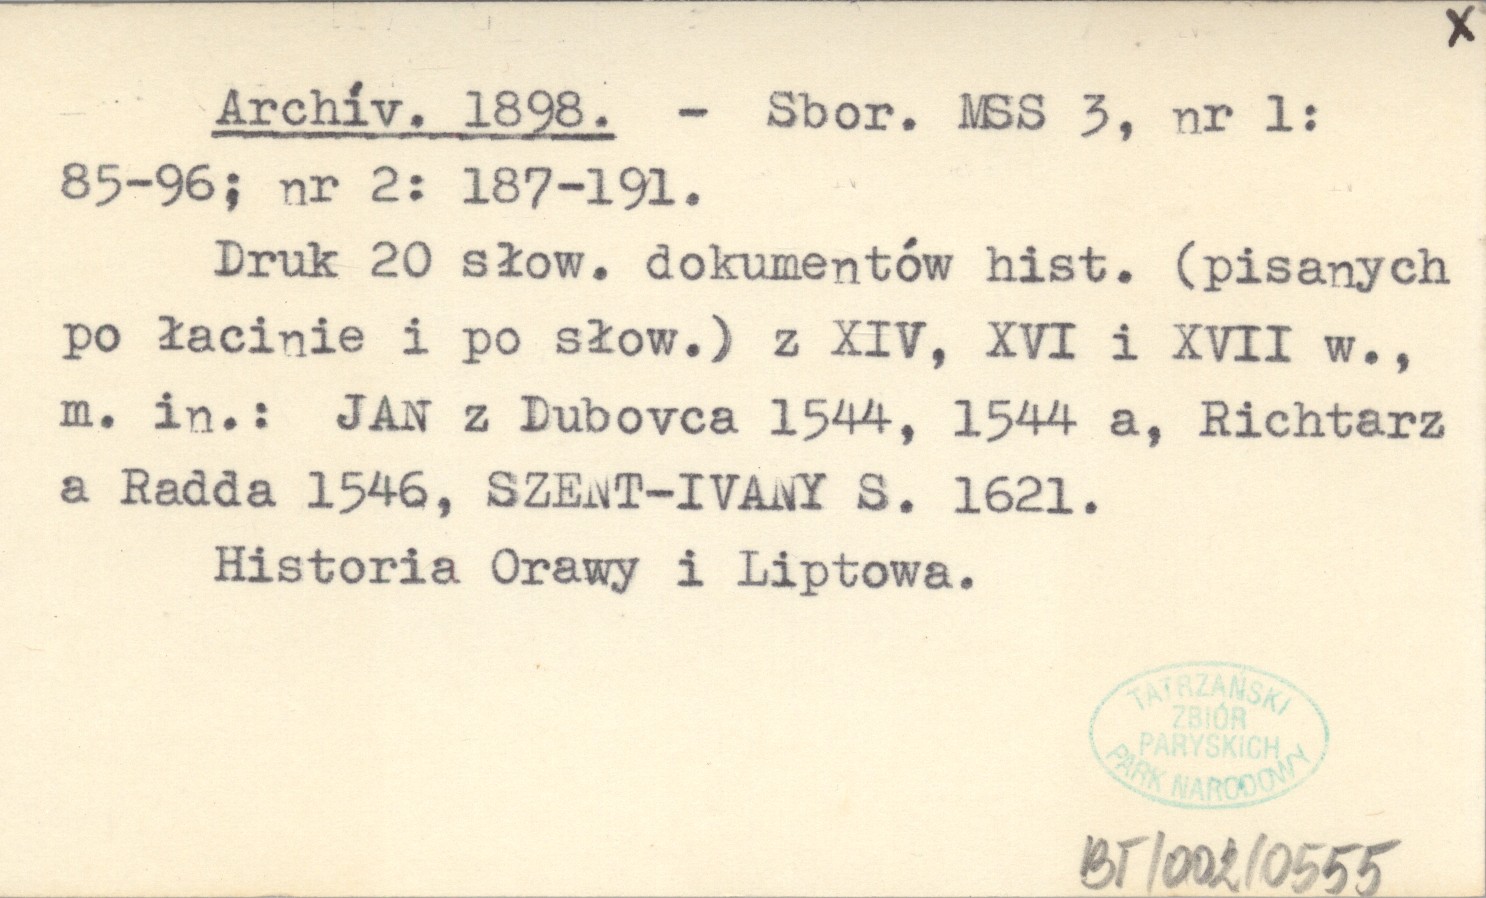 X
Archív. 1898. - Sbor. MSS 3, nr 1:
85-96; nr 2: 187-191.
Druk 20 słow. dokumentów hist. (pisanych
po łacinie i po słow.) z XIV, XVI i XVII w.,
m. in.: JAN z Dubovca 1544, 1544 a, Richtarz
a Radda 1546, SZENT-IVANY S. 1621.
Historia Orawy i Liptowa.
TATRZAŃSKI
ZBIÓR
PARYSKICH
PARK NARODOWY
BT/002/0555